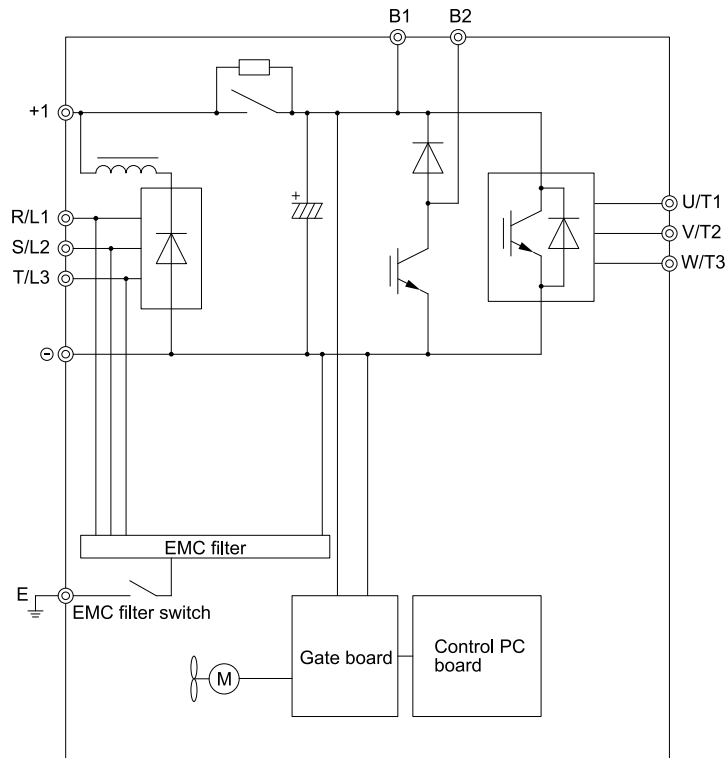 B1
B2
+1
+
R/L1
S/L2
T/L3
U/T1
V/T2
W/T3
⊖
EMC filter
E
EMC filter switch
Gate board
Control PC
board
M